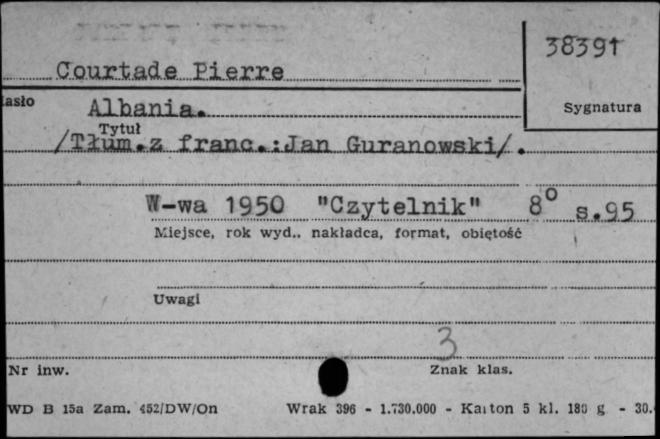 38391
Courtade Pierre
asło
Albania.
Sygnatura
Tytuł
/Tłum.z franc.:Jan Guranowski/.
W-wa 1950 "Czytelnik" 8° s.95
Miejsce, rok wyd., nakładca, format, obiętość
Uwagi
3
Nr inw.
Znak klas.
WD B 15a Zam. 452/DW/On Wrak 396 - 1.730.000 - Karton 5 kl. 180 g - 30.